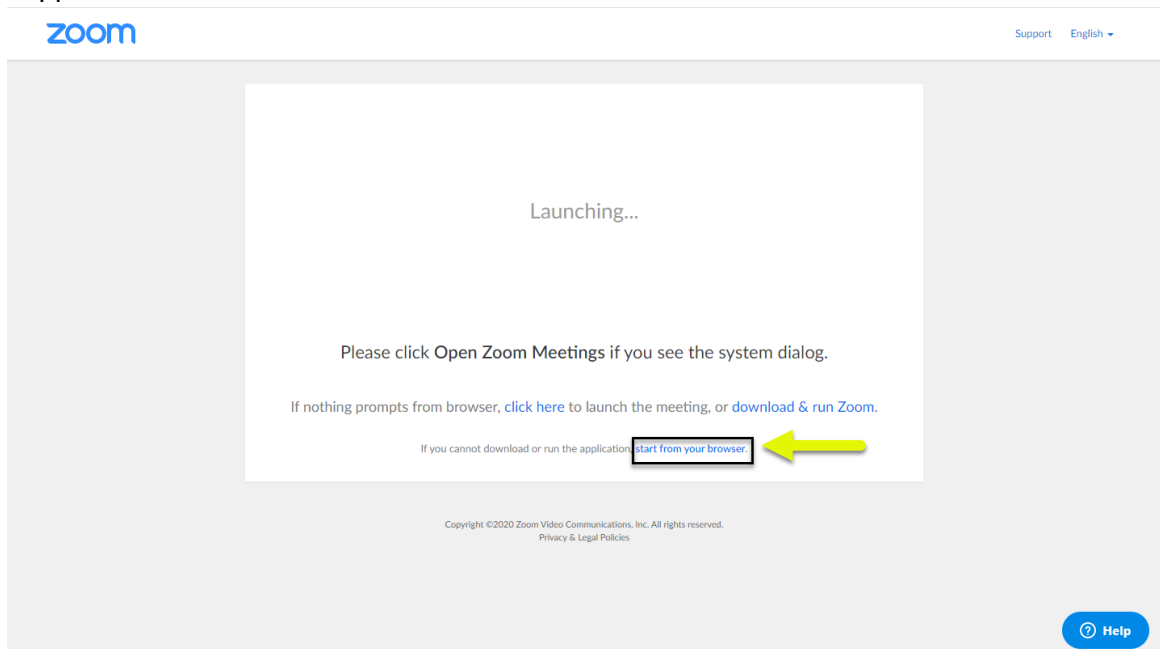 zoom
Support English
Launching...
Please click Open Zoom Meetings if you see the system dialog.
If nothing prompts from browser, click here to launch the meeting, or download & run Zoom.
If you cannot download or run the application, start from your browser.
Copyright ©2020 Zoom Video Communications, Inc. All rights reserved.
Privacy & Legal Policies
? Help